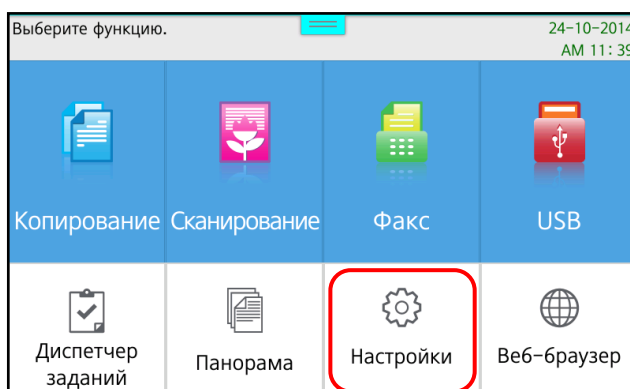 Выберите функцию.
24-10-2014
AM 11:39
Копирование
Сканирование
Факс
USB
Диспетчер
заданий
Панорама
Настройки
Веб-браузер